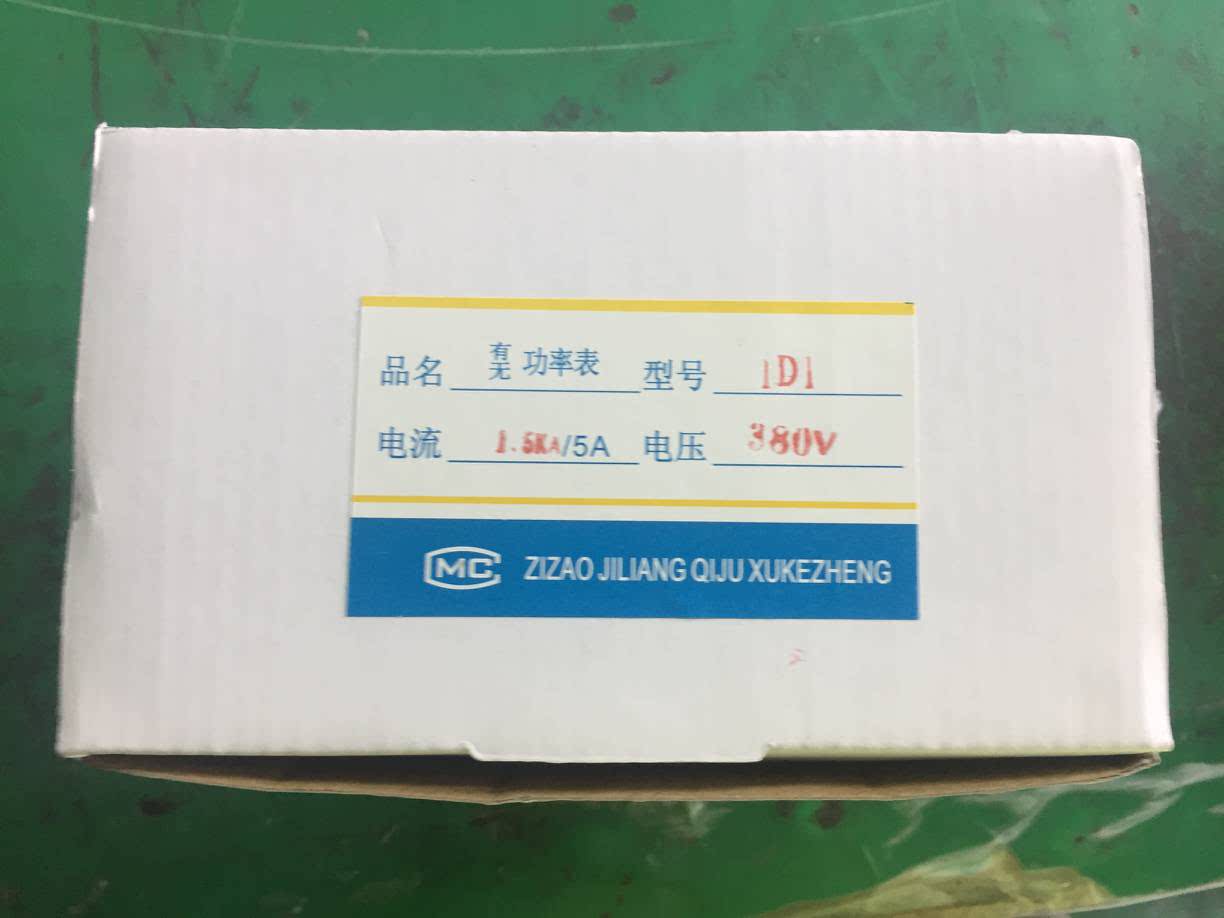 品名 有无 功率表 型号 1D1
电流 1.5KA/5A 电压 380V
MC ZIZAO JILIANG QIJU XUKEZHENG